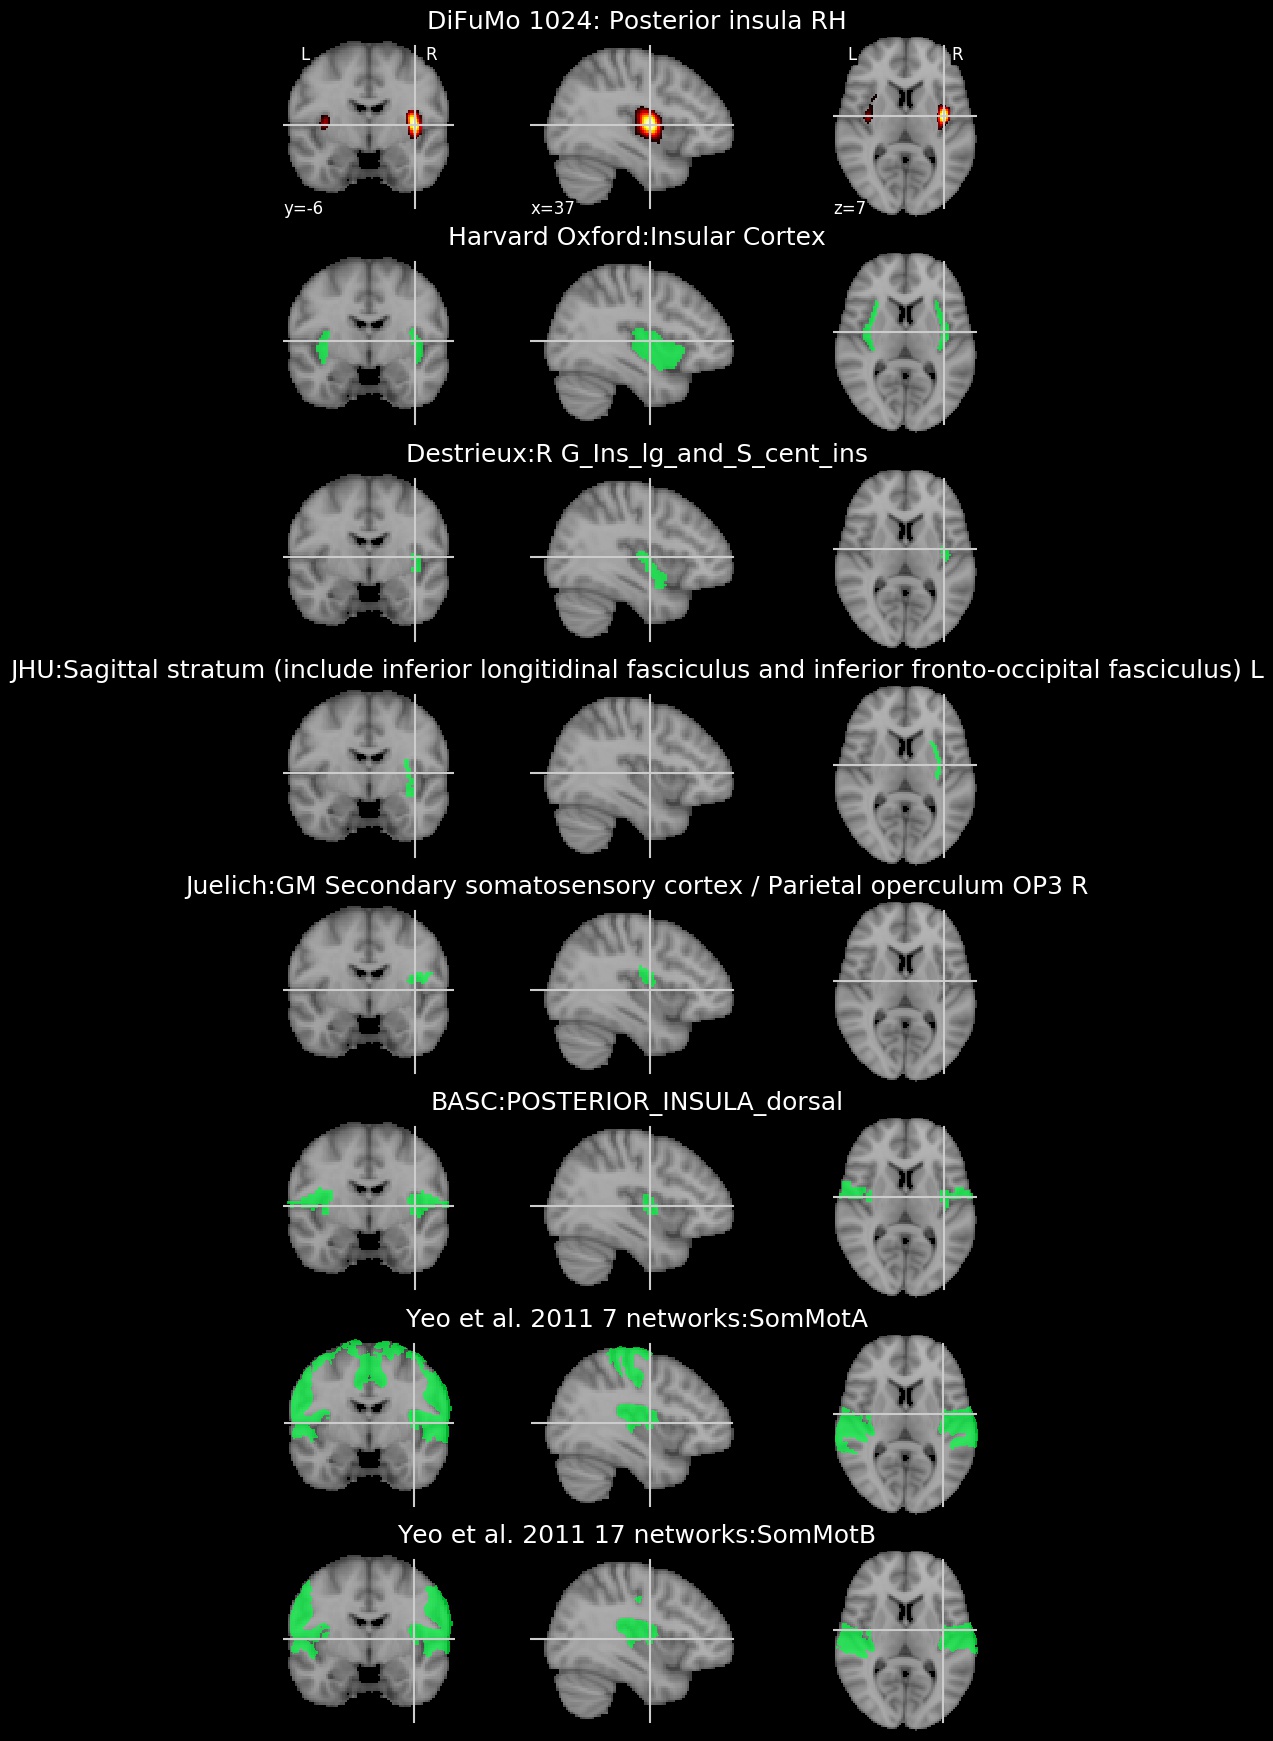 DiFuMo 1024: Posterior insula RH
L R L R
y=-6 x=37 z=7
Harvard Oxford:Insular Cortex
Destrieux:R G_Ins_lg_and_S_cent_ins
JHU:Sagittal stratum (include inferior longitidinal fasciculus and inferior fronto-occipital fasciculus) L
Juelich:GM Secondary somatosensory cortex / Parietal operculum OP3 R
BASC:POSTERIOR_INSULA_dorsal
Yeo et al. 2011 7 networks:SomMotA
Yeo et al. 2011 17 networks:SomMotB